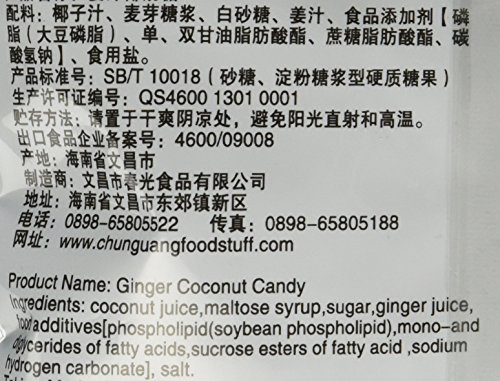 配料：椰子汁、麦芽糖浆、白砂糖、姜汁、食品添加剂【磷
脂（大豆磷脂）、单、双甘油脂肪酸酯、蔗糖脂肪酸酯、碳
酸氢钠】、食用盐。
产品标准号：SB/T 10018（砂糖、淀粉糖浆型硬质糖果）
生产许可证编号：QS4600 1301 0001
贮存方法：请置于干爽阴凉处，避免阳光直射和高温。
出口食品企业备案号：4600/09008
产地：海南省文昌市
制造商：文昌市春光食品有限公司
地址：海南省文昌市东郊镇新区
电话：0898-65805522 传真：0898-65805188
网址：www.chunguangfoodstuff.com
Product Name: Ginger Coconut Candy
Ingredients: coconut juice,maltose syrup,sugar,ginger juice,
food additives[phospholipid(soybean phospholipid),mono-and
diglycerides of fatty acids,sucrose esters of fatty acid ,sodium
hydrogen carbonate], salt.